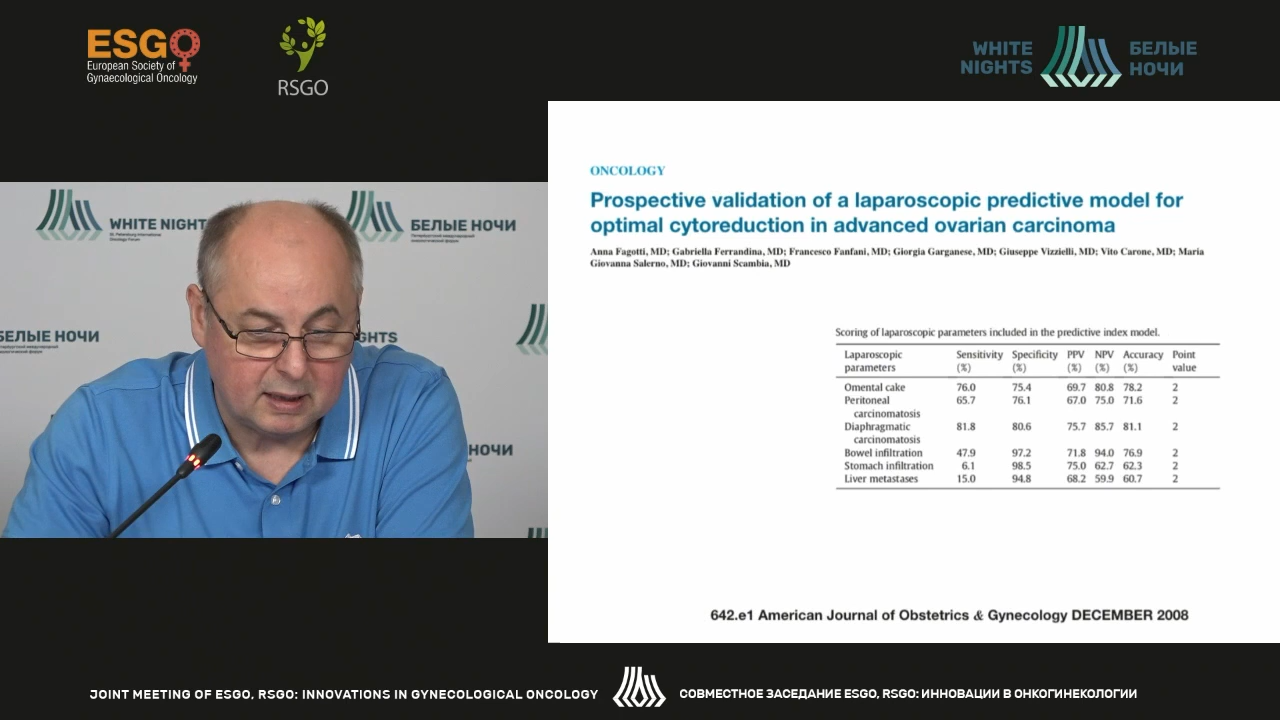 ESGO
European Society of
Gynaecological Oncology
RSGO
WHITE
NIGHTS
БЕЛЫЕ
НОЧИ
WHITE NIGHTS
St. Petersburg International
Oncology Forum
БЕЛЫЕ НОЧИ
Петербургский международный
онкологический форум
БЕЛЫЕ НОЧИ
NIGHTS
НОЧИ
ONCOLOGY
Prospective validation of a laparoscopic predictive model for
optimal cytoreduction in advanced ovarian carcinoma
Anna Fagotti, MD; Gabriella Ferrandina, MD; Francesco Fanfani, MD; Giorgia Garganese, MD; Giuseppe Vizzielli, MD; Vito Carone, MD; Maria
Giovanna Salerno, MD; Giovanni Scambia, MD
Scoring of laparoscopic parameters included in the predictive index model.
Laparoscopic parameters Sensitivity (%) Specificity (%) PPV (%) NPV (%) Accuracy (%) Point value
Omental cake 76.0 75.4 69.7 80.8 78.2 2
Peritoneal carcinomatosis 65.7 76.1 67.0 75.0 71.6 2
Diaphragmatic carcinomatosis 81.8 80.6 75.7 85.7 81.1 2
Bowel infiltration 47.9 97.2 71.8 94.0 76.9 2
Stomach infiltration 6.1 98.5 75.0 62.7 62.3 2
Liver metastases 15.0 94.8 68.2 59.9 60.7 2
642.e1 American Journal of Obstetrics & Gynecology DECEMBER 2008
JOINT MEETING OF ESGO, RSGO: INNOVATIONS IN GYNECOLOGICAL ONCOLOGY
СОВМЕСТНОЕ ЗАСЕДАНИЕ ESGO, RSGO: ИННОВАЦИИ В ОНКОГИНЕКОЛОГИИ